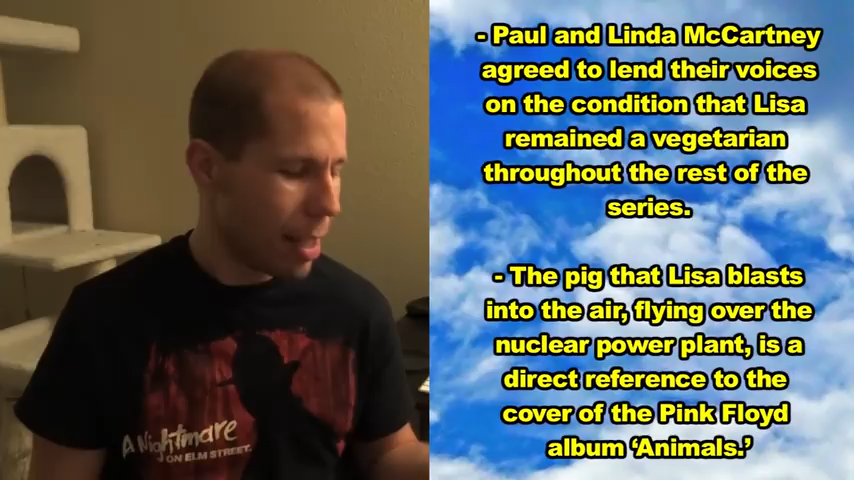 - Paul and Linda McCartney
agreed to lend their voices
on the condition that Lisa
remained a vegetarian
throughout the rest of the
series.
- The pig that Lisa blasts
into the air, flying over the
nuclear power plant, is a
direct reference to the
cover of the Pink Floyd
album ‘Animals.’
A Nightmare
ON ELM STREET